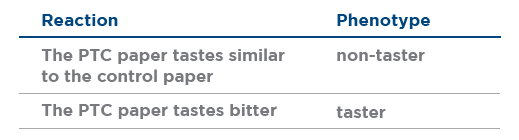 Reaction Phenotype
The PTC paper tastes similar non-taster
to the control paper
The PTC paper tastes bitter taster